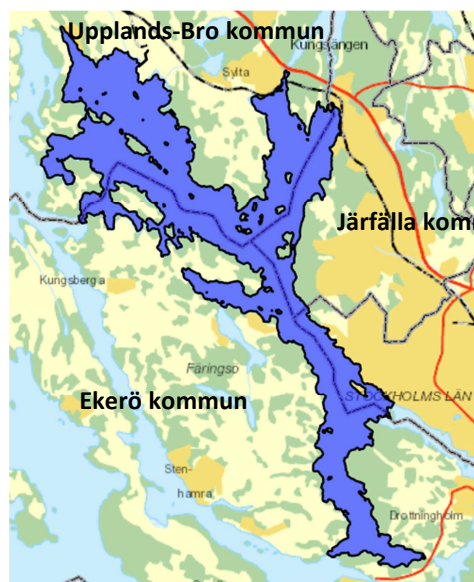 Upplands-Bro kommun
Kungsängen
Sylta
Järfälla kom
Kungsberga
Färingsö
STOCKHOLMS LÄN
Ekerö kommun
Sten-
hamra
Drottningholm